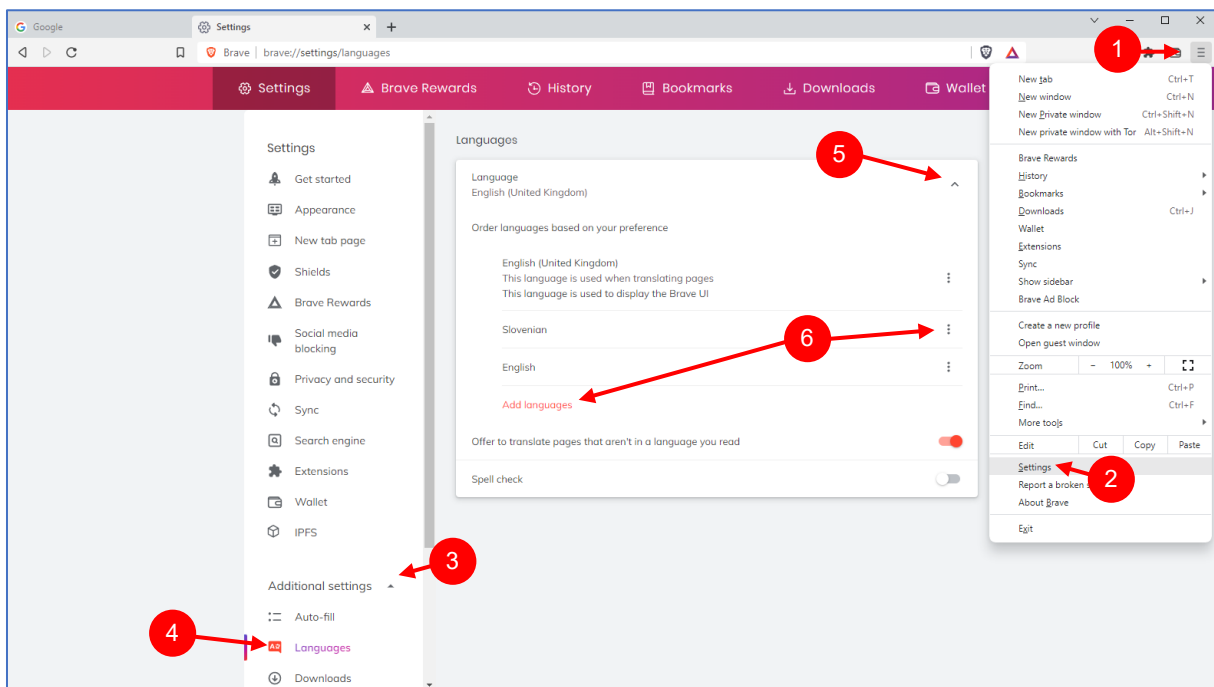 Google
Settings
Brave | brave://settings/languages
1
Settings
Brave Rewards
History
Bookmarks
Downloads
Wallet
Settings
Get started
Appearance
New tab page
Shields
Brave Rewards
Social media
blocking
Privacy and security
Sync
Search engine
Extensions
Wallet
IPFS
Additional settings
3
Auto-fill
4
Languages
Downloads
Languages
5
Language
English (United Kingdom)
Order languages based on your preference
English (United Kingdom)
This language is used when translating pages
This language is used to display the Brave UI
Slovenian
6
English
Add languages
Offer to translate pages that aren't in a language you read
Spell check
New tab Ctrl+T
New window Ctrl+N
New Private window Ctrl+Shift+N
New private window with Tor Alt+Shift+N
Brave Rewards
History
Bookmarks
Downloads Ctrl+J
Wallet
Extensions
Sync
Show sidebar
Brave Ad Block
Create a new profile
Open guest window
Zoom - 100% +
Print... Ctrl+P
Find... Ctrl+F
More tools
Edit Cut Copy Paste
Settings
2
Report a broken
About Brave
Exit